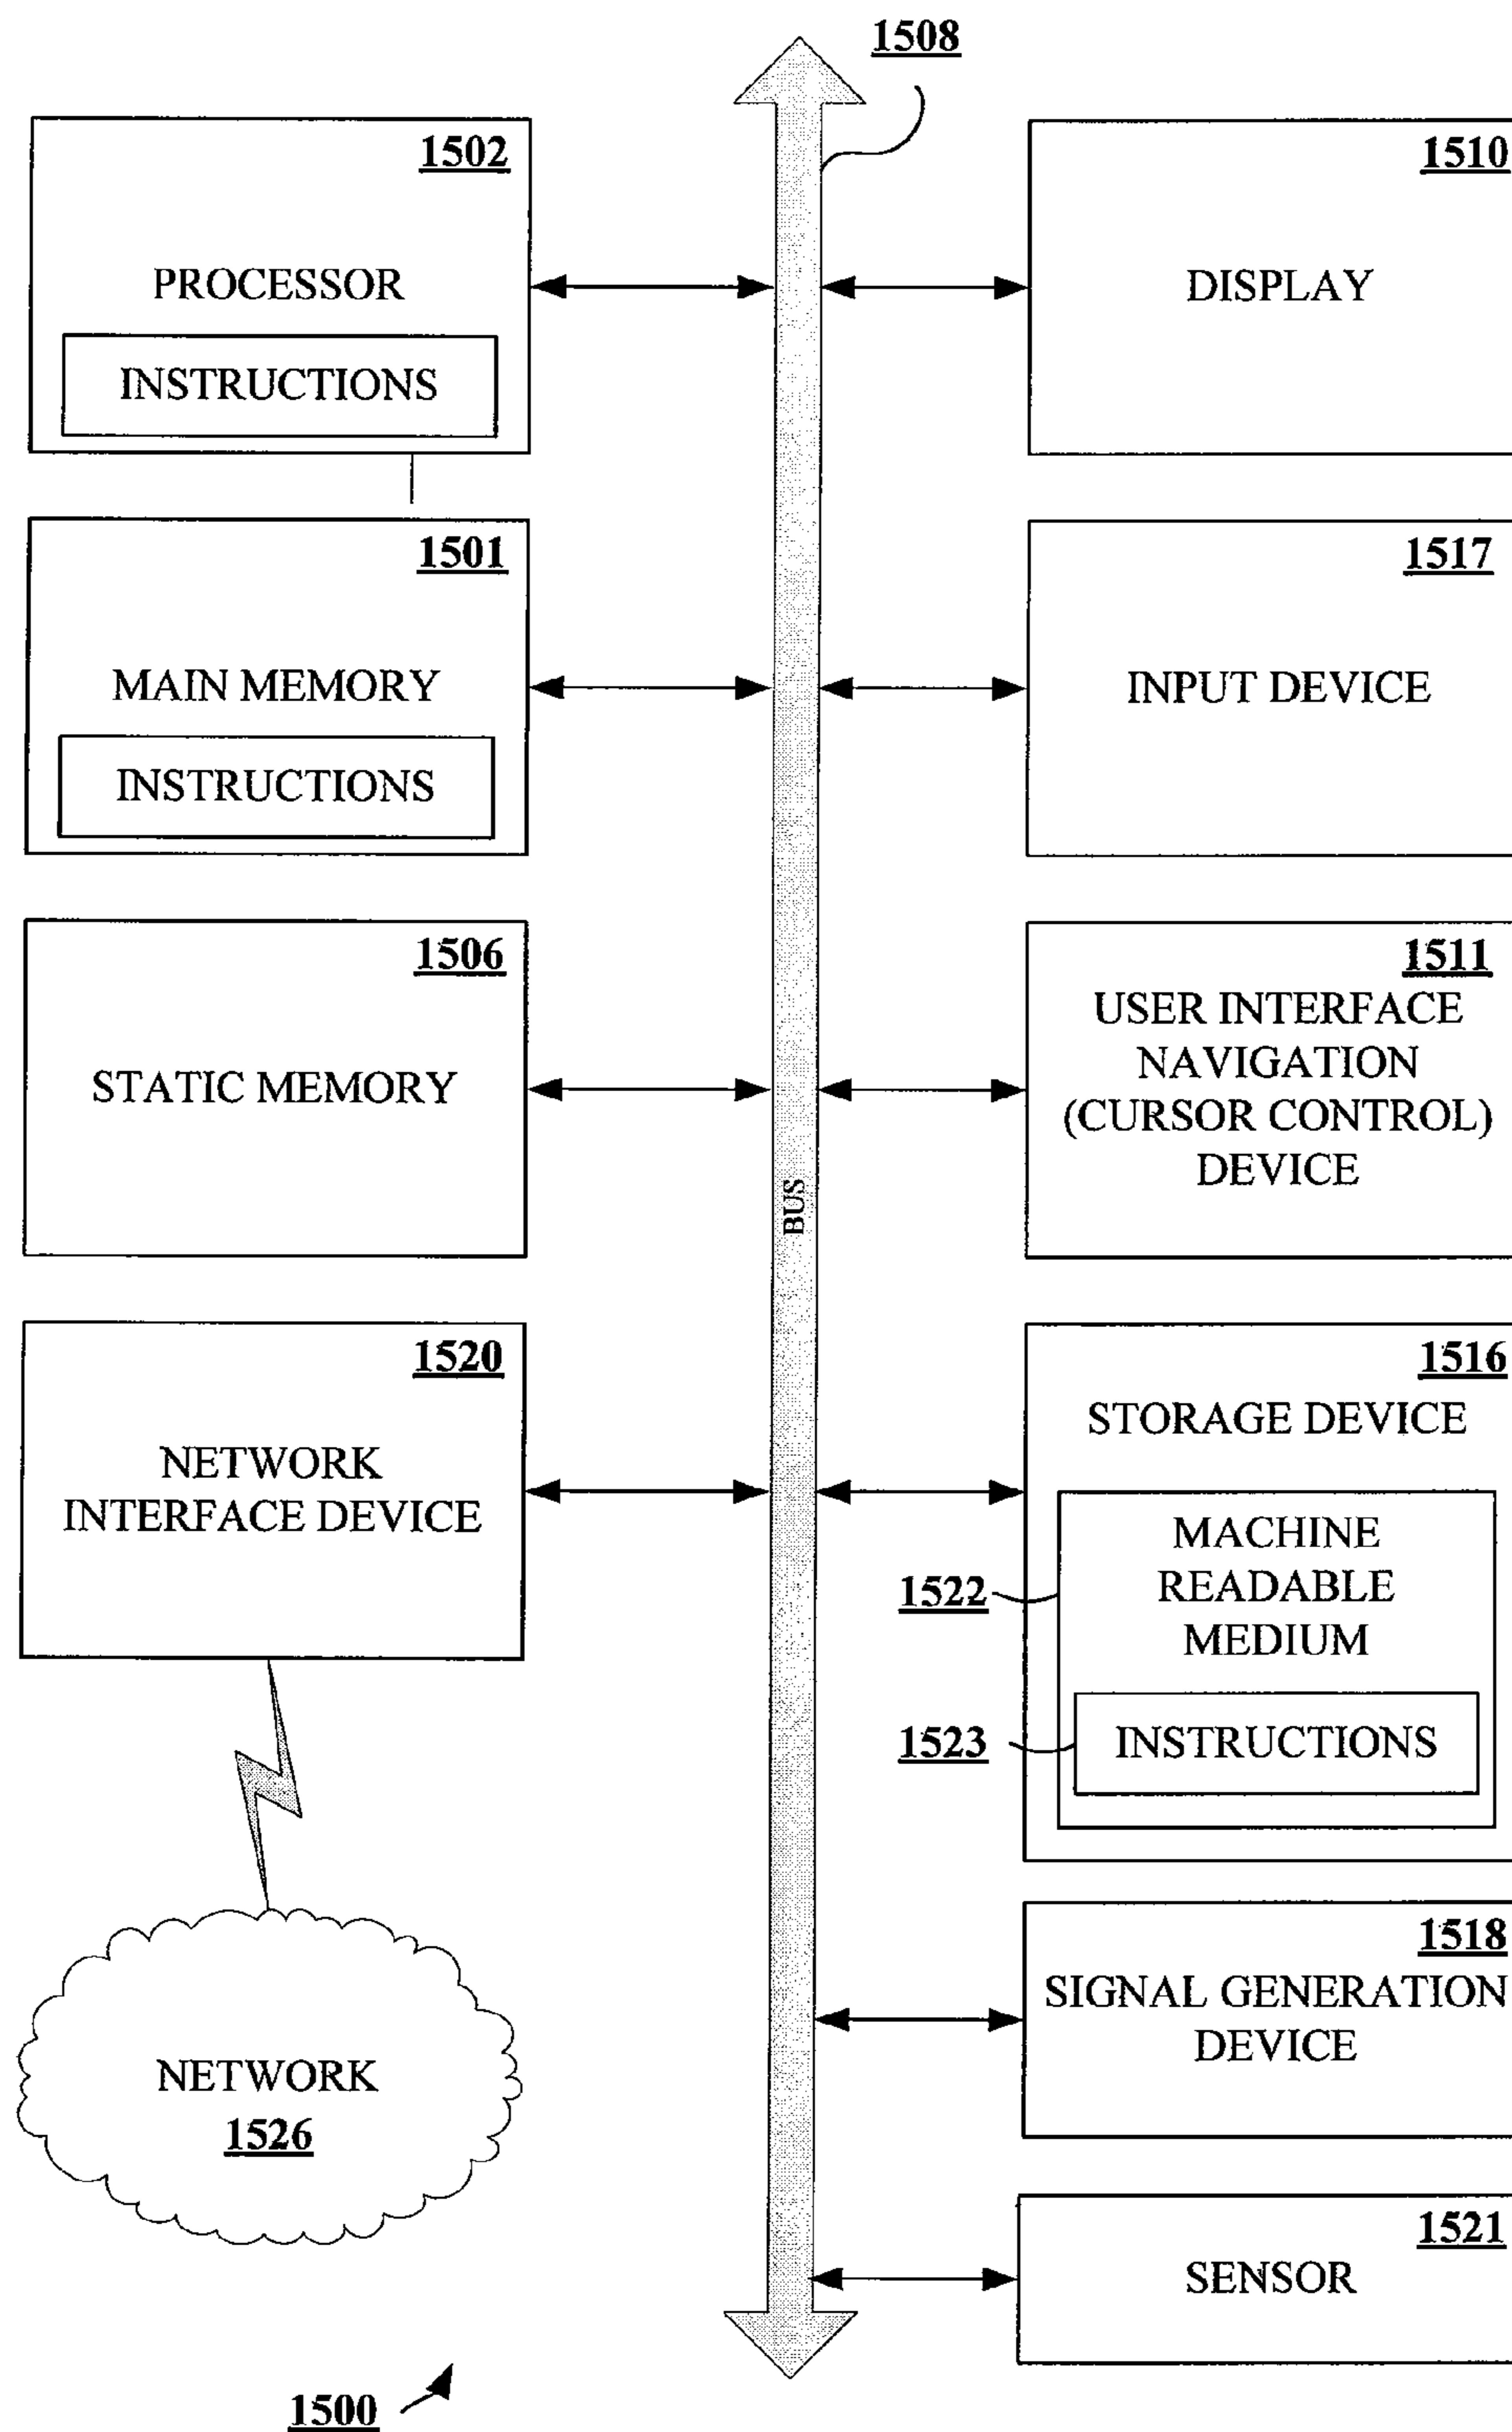 1508
1502
PROCESSOR
INSTRUCTIONS
1510
DISPLAY
1501
MAIN MEMORY
INSTRUCTIONS
1517
INPUT DEVICE
1506
STATIC MEMORY
1511
USER INTERFACE
NAVIGATION
(CURSOR CONTROL)
DEVICE
BUS
1520
NETWORK
INTERFACE DEVICE
1516
STORAGE DEVICE
MACHINE
READABLE
MEDIUM
1522
INSTRUCTIONS
1523
NETWORK
1526
1518
SIGNAL GENERATION
DEVICE
1521
SENSOR
1500